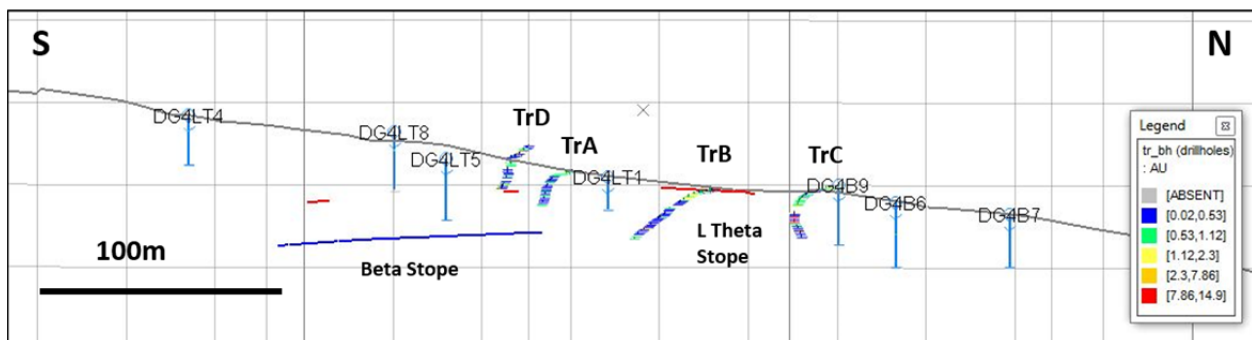 S
N
DG4LT4
DG4LT8
DG4LT5
TrD
TrA
DG4LT1
TrB
TrC
DG4B9
DG4B6
DG4B7
100m
Beta Stope
L Theta
Stope
Legend
tr_bh (drillholes)
: AU
[ABSENT]
[0.02,0.53]
[0.53,1.12]
[1.12,2.3]
[2.3,7.86]
[7.86,14.9]